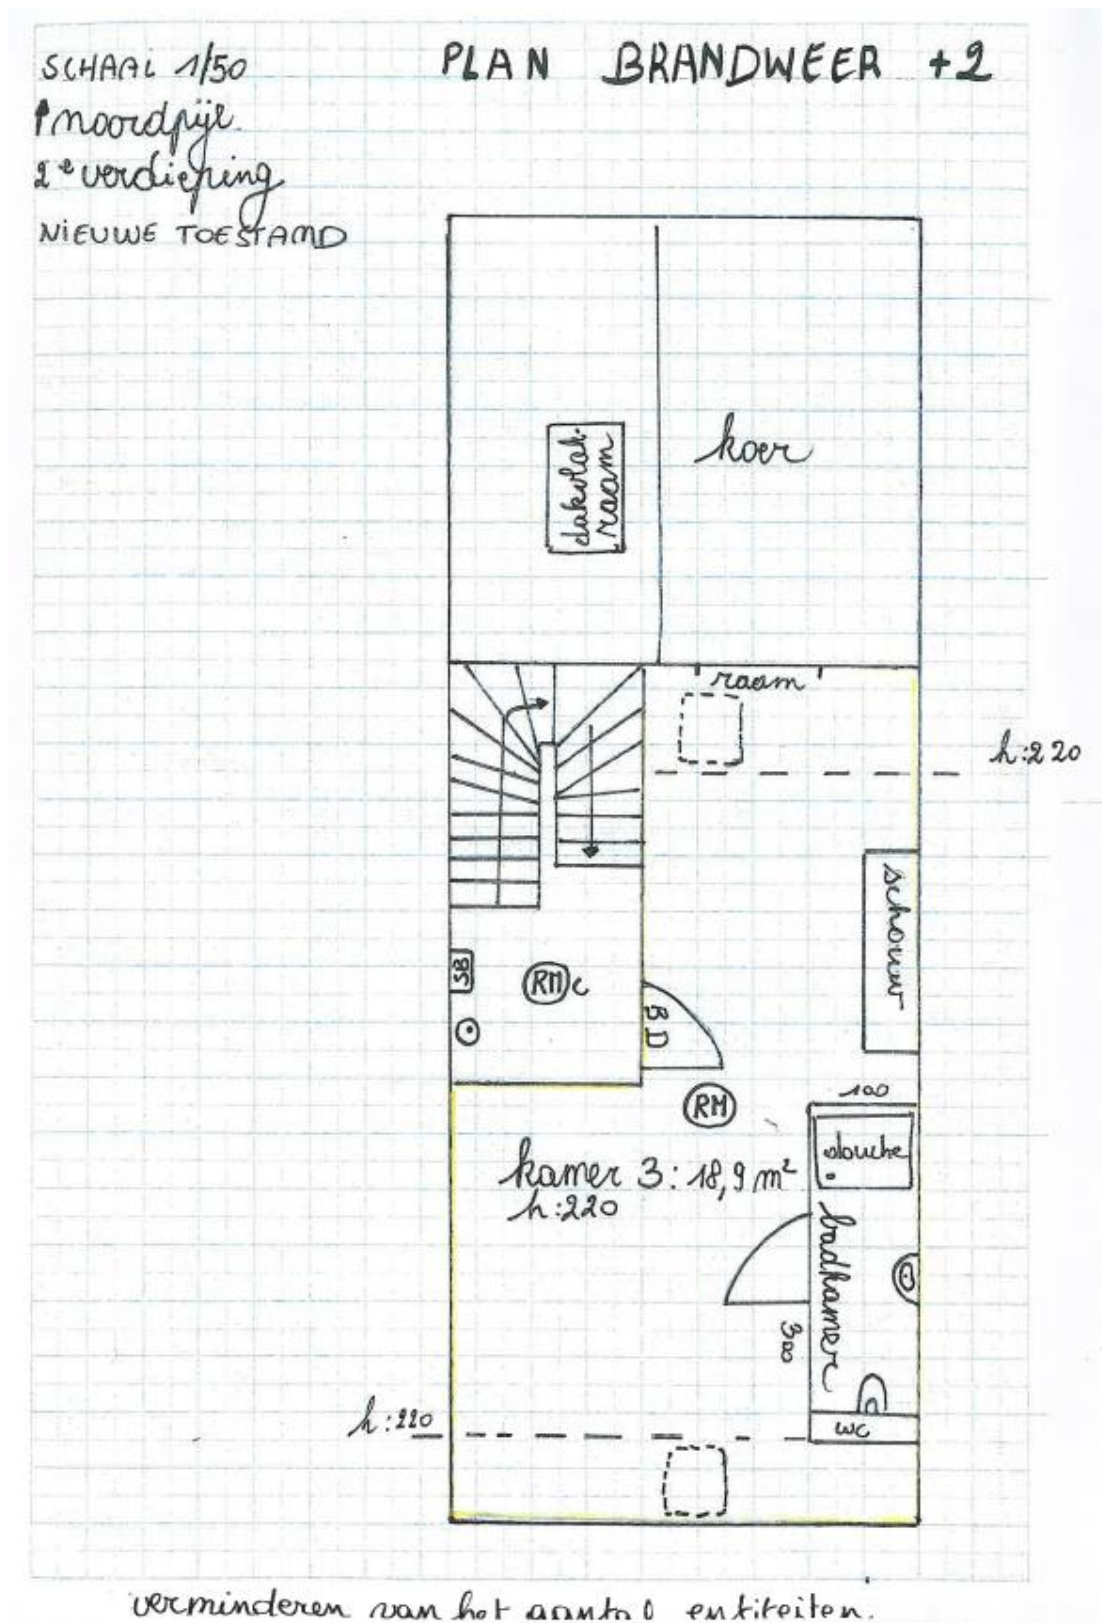 SCHAAL 1/50
PLAN BRANDWEER +2
noordpijl
2e verdieping
NIEUWE TOESTAND
dakvlak-
raam
koer
raam
h:220
schouw
SB
RM c
BD
100
RM
douche
kamer 3: 18,9 m²
h:220
badkamer
300
h:220
WC
verminderen van het aantal entiteiten.